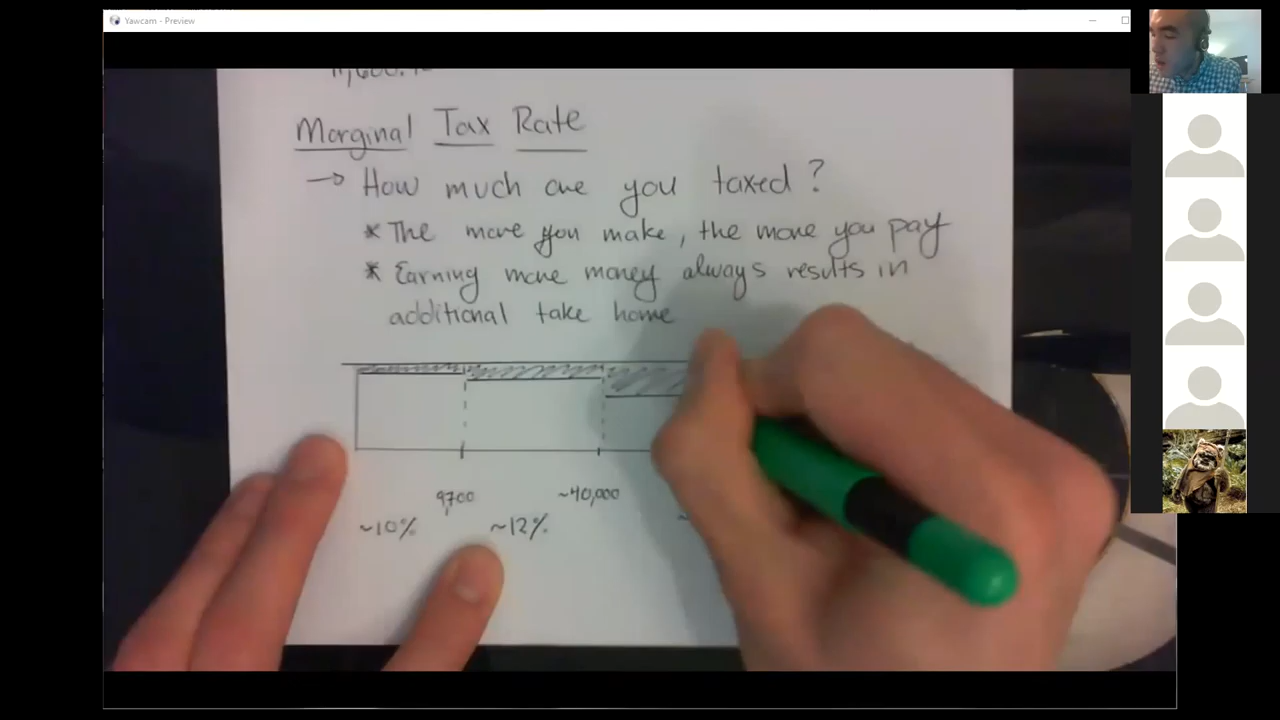 Yawcam - Preview
Marginal Tax Rate
→ How much are you taxed?
* The more you make, the more you pay
* Earning more money always results in
additional take home
9700 ~40,000
~10% ~12% ~